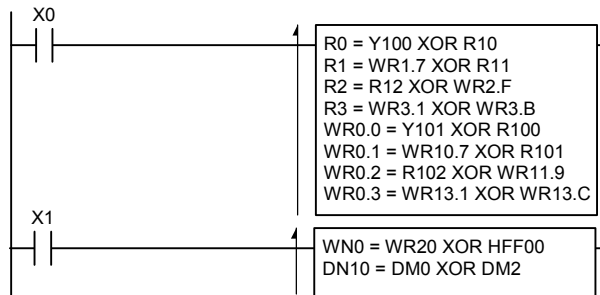 X0
R0 = Y100 XOR R10
R1 = WR1.7 XOR R11
R2 = R12 XOR WR2.F
R3 = WR3.1 XOR WR3.B
WR0.0 = Y101 XOR R100
WR0.1 = WR10.7 XOR R101
WR0.2 = R102 XOR WR11.9
WR0.3 = WR13.1 XOR WR13.C
X1
WN0 = WR20 XOR HFF00
DN10 = DM0 XOR DM2